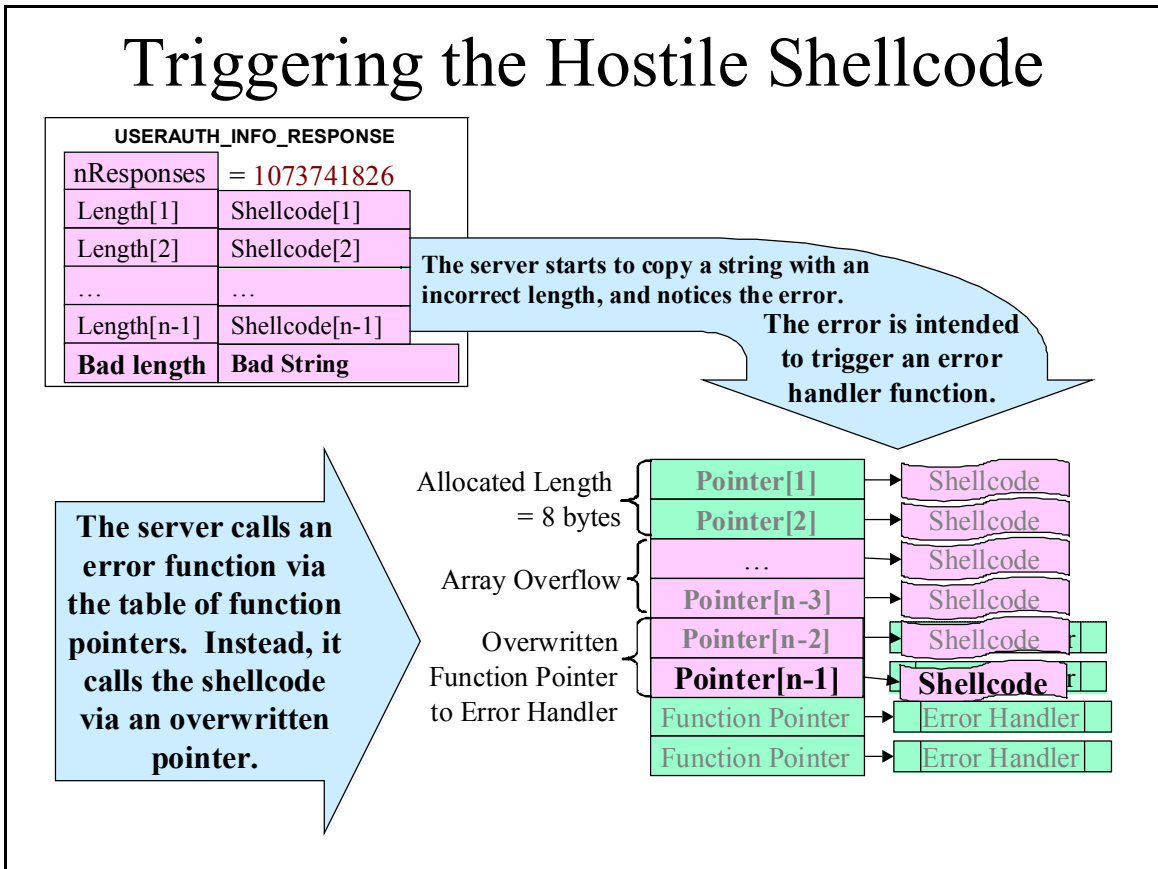 Triggering the Hostile Shellcode
USERAUTH_INFO_RESPONSE
nResponses = 1073741826
Length[1] Shellcode[1]
Length[2] Shellcode[2]
… …
Length[n-1] Shellcode[n-1]
Bad length Bad String
The server starts to copy a string with an
incorrect length, and notices the error.
The error is intended
to trigger an error
handler function.
The server calls an
error function via
the table of function
pointers. Instead, it
calls the shellcode
via an overwritten
pointer.
Allocated Length
= 8 bytes
Array Overflow
Overwritten
Function Pointer
to Error Handler
Pointer[1] Shellcode
Pointer[2] Shellcode
… Shellcode
Pointer[n-3] Shellcode
Pointer[n-2] Shellcode
Pointer[n-1] Shellcode
Function Pointer Error Handler
Function Pointer Error Handler